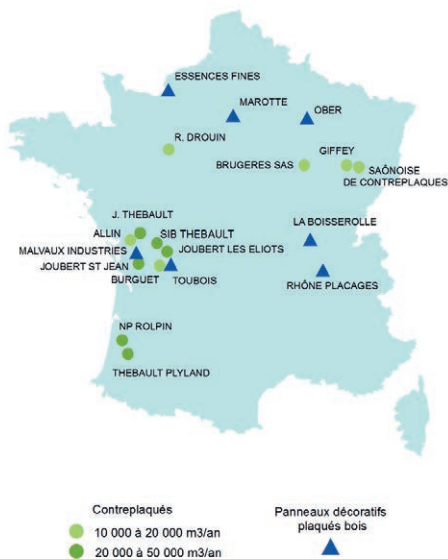 ESSENCES FINES
MAROTTE
OBER
R. DROUIN
GIFFEY
BRUGERES SAS
SAÔNOISE
DE CONTREPLAQUES
J. THEBAULT
ALLIN
SIB THEBAULT
LA BOISSEROLLE
MALVAUX INDUSTRIES
JOUBERT LES ELIOTS
JOUBERT ST JEAN
BURGUET
TOUBOIS
RHÔNE PLACAGES
NP ROLPIN
THEBAULT PLYLAND
Contreplaqués
10 000 à 20 000 m3/an
20 000 à 50 000 m3/an
Panneaux décoratifs
plaqués bois